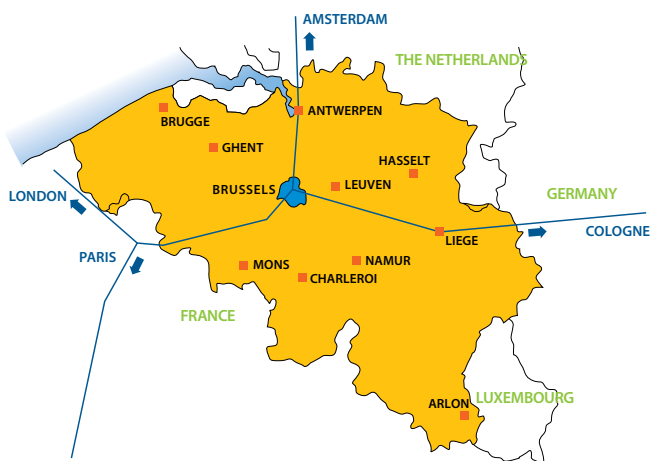 AMSTERDAM
THE NETHERLANDS
ANTWERPEN
BRUGGE
GHENT
HASSELT
LEUVEN
BRUSSELS
LONDON
GERMANY
COLOGNE
LIEGE
PARIS
NAMUR
MONS
CHARLEROI
FRANCE
LUXEMBOURG
ARLON